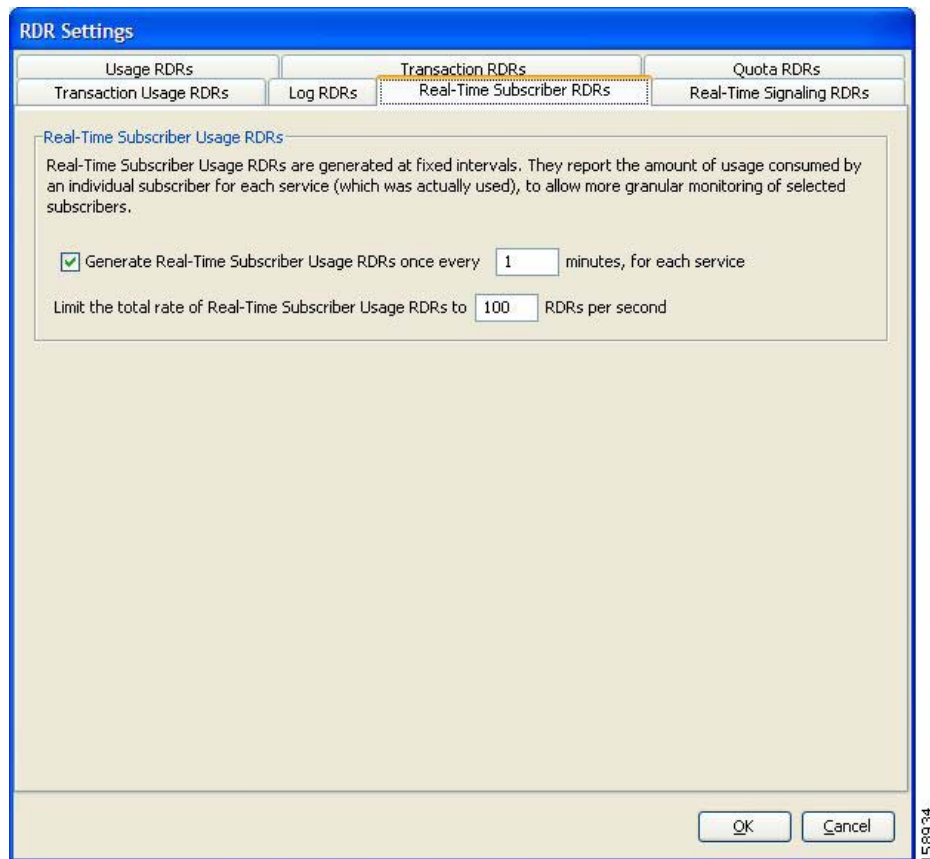 RDR Settings
Usage RDRs
Transaction RDRs
Quota RDRs
Transaction Usage RDRs
Log RDRs
Real-Time Subscriber RDRs
Real-Time Signaling RDRs
Real-Time Subscriber Usage RDRs
Real-Time Subscriber Usage RDRs are generated at fixed intervals. They report the amount of usage consumed by
an individual subscriber for each service (which was actually used), to allow more granular monitoring of selected
subscribers.
Generate Real-Time Subscriber Usage RDRs once every 1 minutes, for each service
Limit the total rate of Real-Time Subscriber Usage RDRs to 100 RDRs per second
OK
Cancel
158934